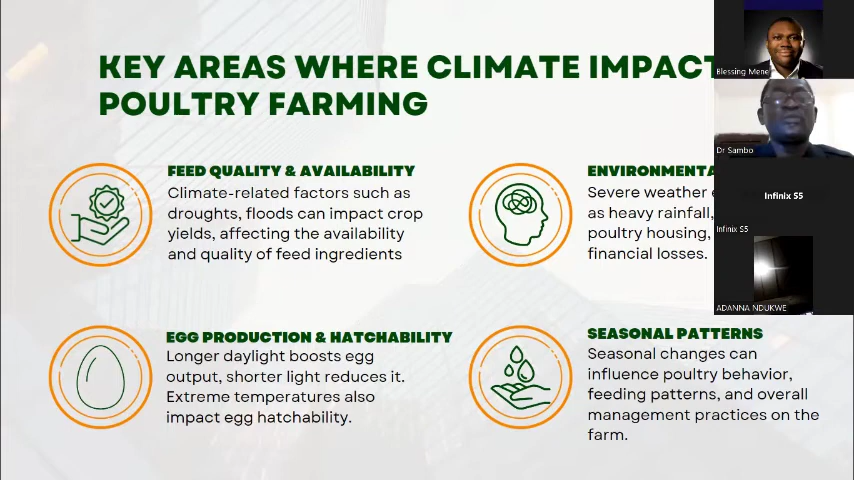 KEY AREAS WHERE CLIMATE IMPACT
POULTRY FARMING
FEED QUALITY & AVAILABILITY
Climate-related factors such as
droughts, floods can impact crop
yields, affecting the availability
and quality of feed ingredients
ENVIRONMENTA
Severe weather e
as heavy rainfall,
poultry housing,
financial losses.
EGG PRODUCTION & HATCHABILITY
Longer daylight boosts egg
output, shorter light reduces it.
Extreme temperatures also
impact egg hatchability.
SEASONAL PATTERNS
Seasonal changes can
influence poultry behavior,
feeding patterns, and overall
management practices on the
farm.
Blessing Mene
Dr Sambo
Infinix S5
Infinix S5
ADANNA NDUKWE